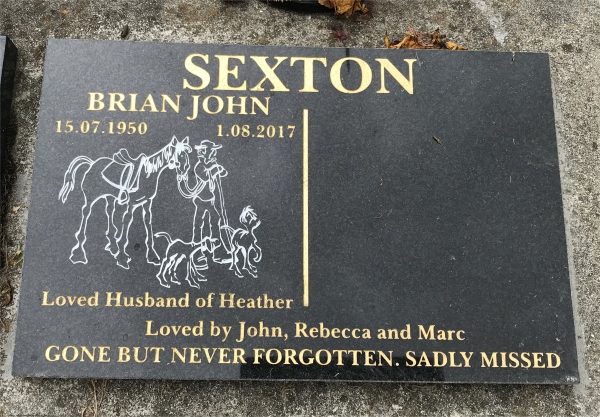 SEXTON
BRIAN JOHN
15.07.1950 1.08.2017
Loved Husband of Heather
Loved by John, Rebecca and Marc
GONE BUT NEVER FORGOTTEN. SADLY MISSED